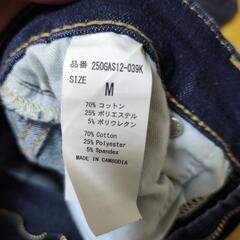 品番 250GAS12-039K
SIZE
M
70% コットン
25% ポリエステル
5% ポリウレタン
70% Cotton
25% Polyester
5% Spandex
MADE IN CAMBODIA